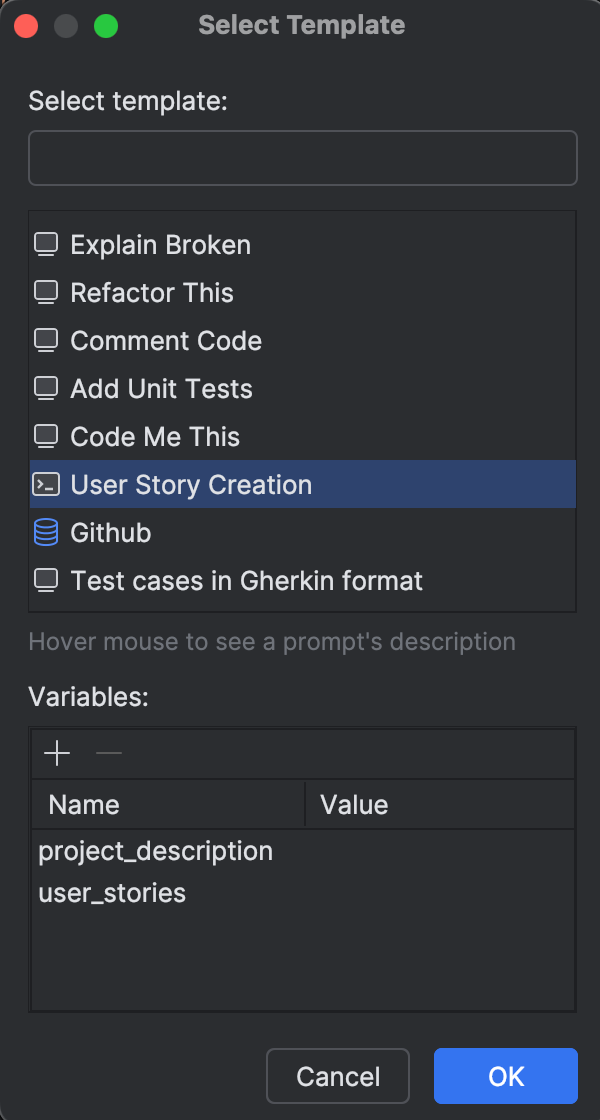 Select Template
Select template:
Explain Broken
Refactor This
Comment Code
Add Unit Tests
Code Me This
User Story Creation
Github
Test cases in Gherkin format
Hover mouse to see a prompt's description
Variables:
Name Value
project_description
user_stories
Cancel OK